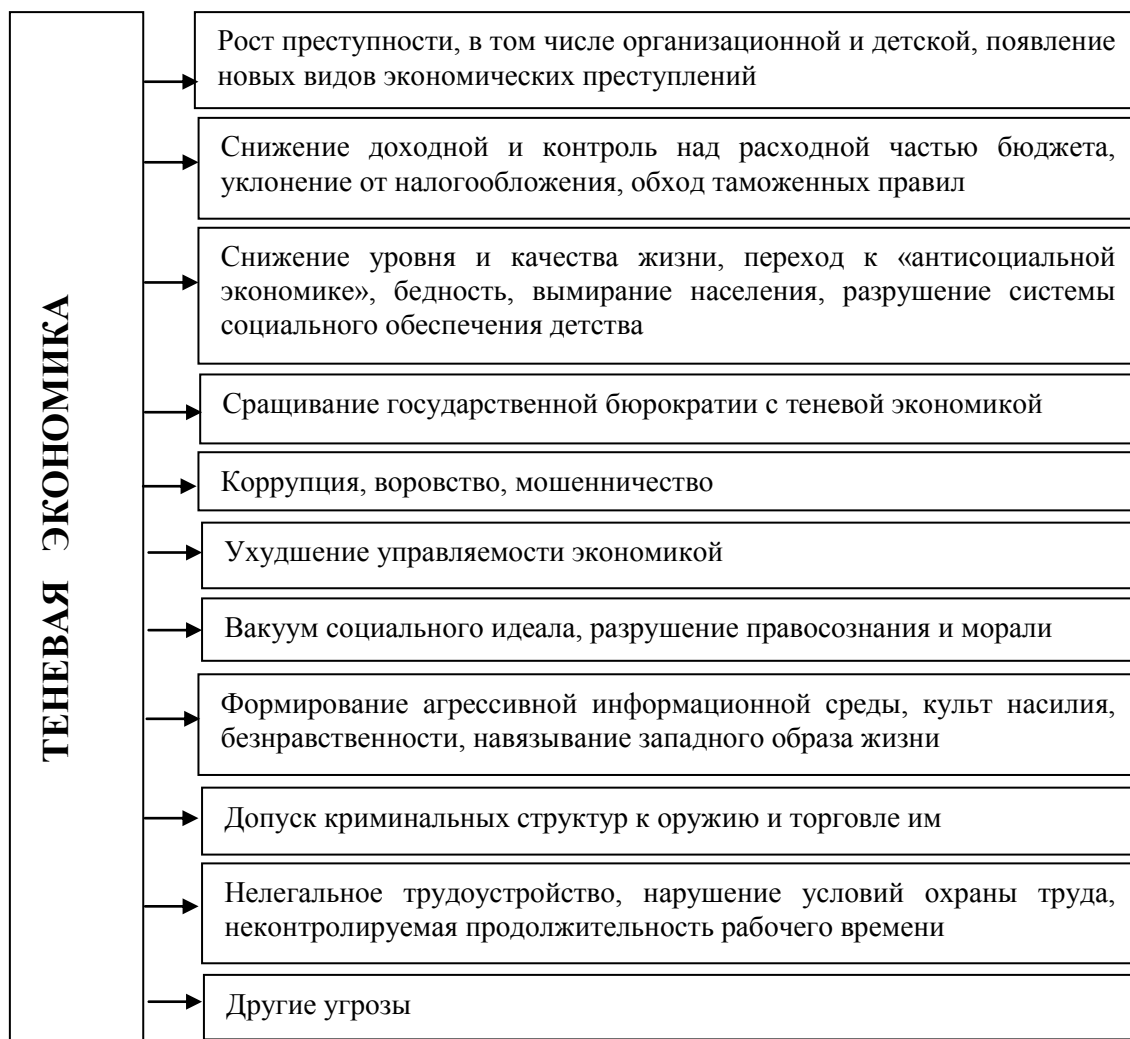 ТЕНЕВАЯ ЭКОНОМИКА
Рост преступности, в том числе организационной и детской, появление
новых видов экономических преступлений
Снижение доходной и контроль над расходной частью бюджета,
уклонение от налогообложения, обход таможенных правил
Снижение уровня и качества жизни, переход к «антисоциальной
экономике», бедность, вымирание населения, разрушение системы
социального обеспечения детства
Сращивание государственной бюрократии с теневой экономикой
Коррупция, воровство, мошенничество
Ухудшение управляемости экономикой
Вакуум социального идеала, разрушение правосознания и морали
Формирование агрессивной информационной среды, культ насилия,
безнравственности, навязывание западного образа жизни
Допуск криминальных структур к оружию и торговле им
Нелегальное трудоустройство, нарушение условий охраны труда,
неконтролируемая продолжительность рабочего времени
Другие угрозы